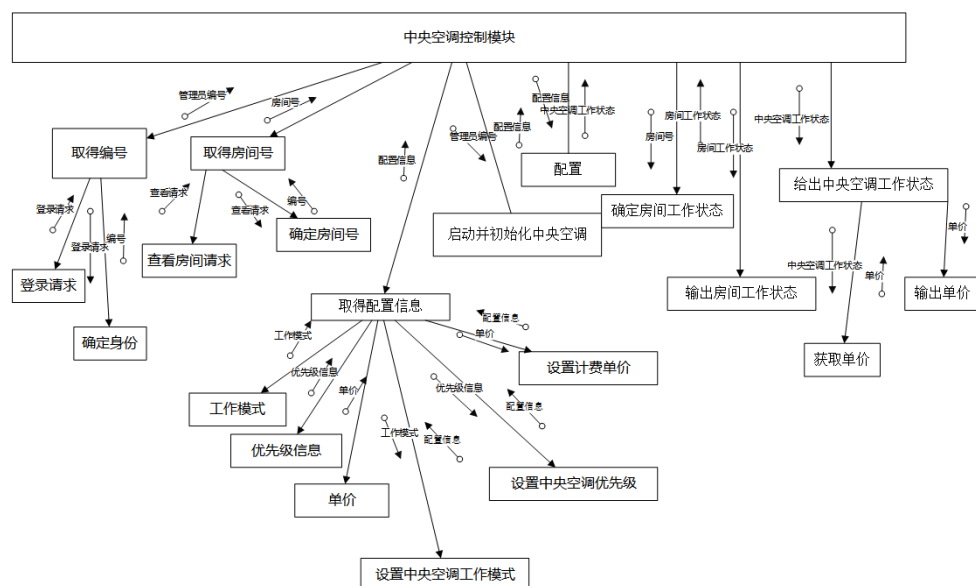 中央空调控制模块
管理员编号
房间号
配置信息
管理员编号
配置信息
配置信息
中央空调工作状态
房间号
房间工作状态
房间工作状态
中央空调工作状态
取得编号
取得房间号
配置
确定房间工作状态
给出中央空调工作状态
登录请求
登录请求
编号
查看请求
查看请求
编号
确定房间号
启动并初始化中央空调
查看房间请求
登录请求
确定身份
输出房间工作状态
中央空调工作状态
单价
单价
输出单价
获取单价
取得配置信息
工作模式
优先级信息
单价
工作模式
配置信息
优先级信息
配置信息
单价
配置信息
设置计费单价
工作模式
优先级信息
单价
设置中央空调优先级
设置中央空调工作模式